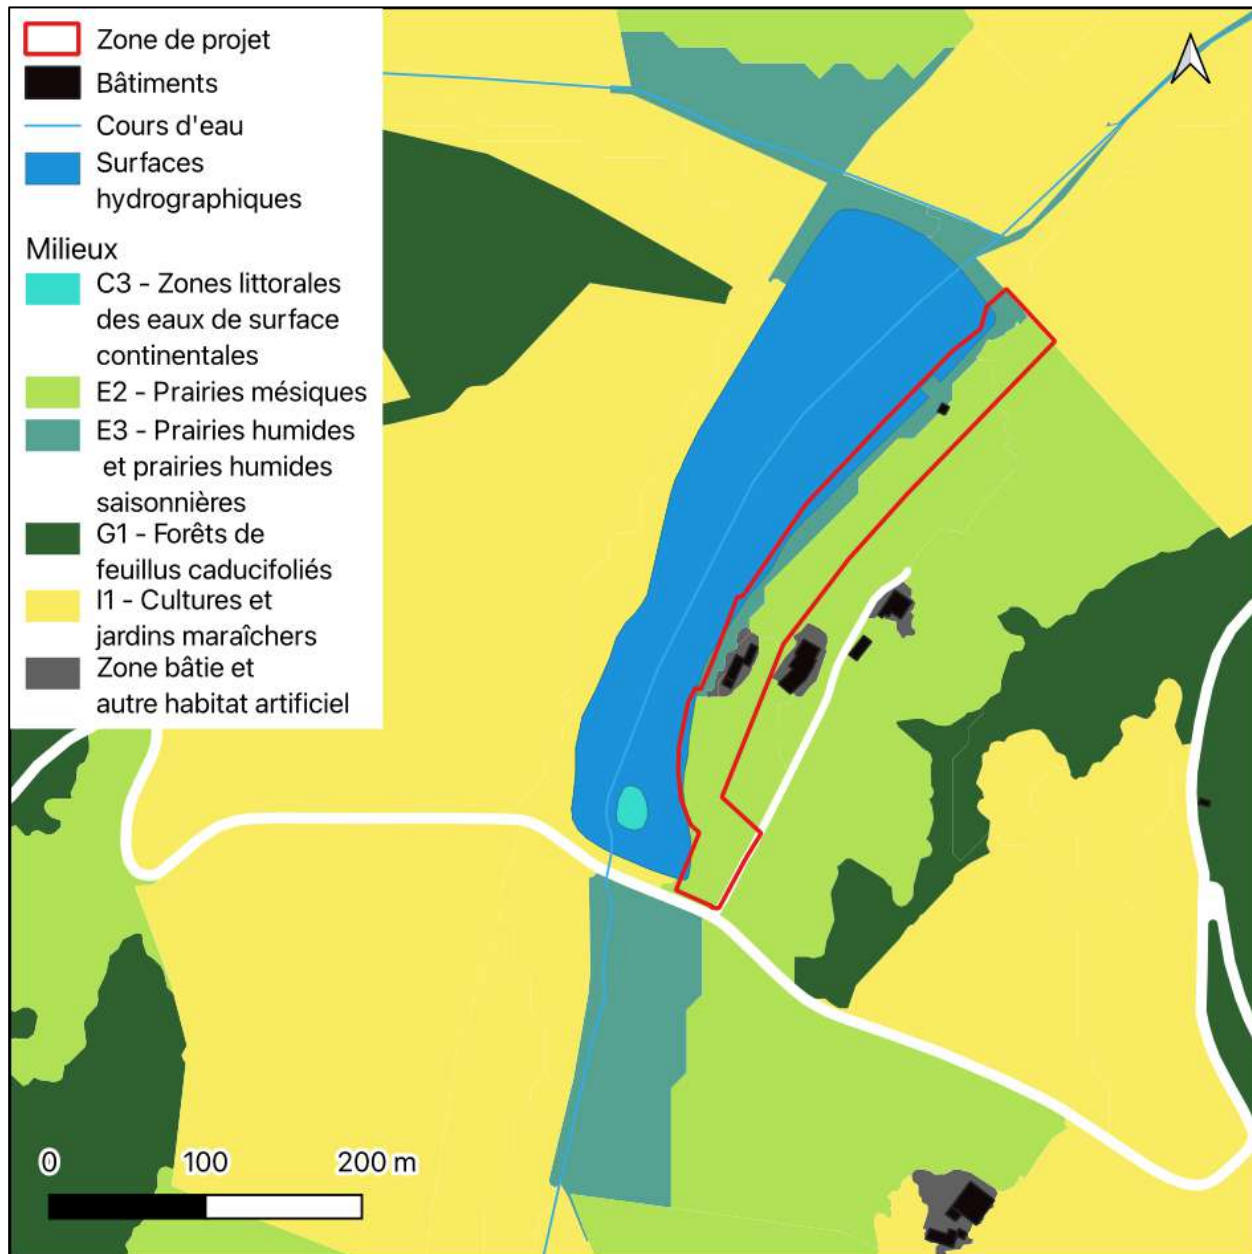 Zone de projet
Bâtiments
Cours d'eau
Surfaces
hydrographiques
Milieux
C3 - Zones littorales
des eaux de surface
continentales
E2 - Prairies mésiques
E3 - Prairies humides
et prairies humides
saisonnières
G1 - Forêts de
feuillus caducifoliés
I1 - Cultures et
jardins maraîchers
Zone bâtie et
autre habitat artificiel
0 100 200 m